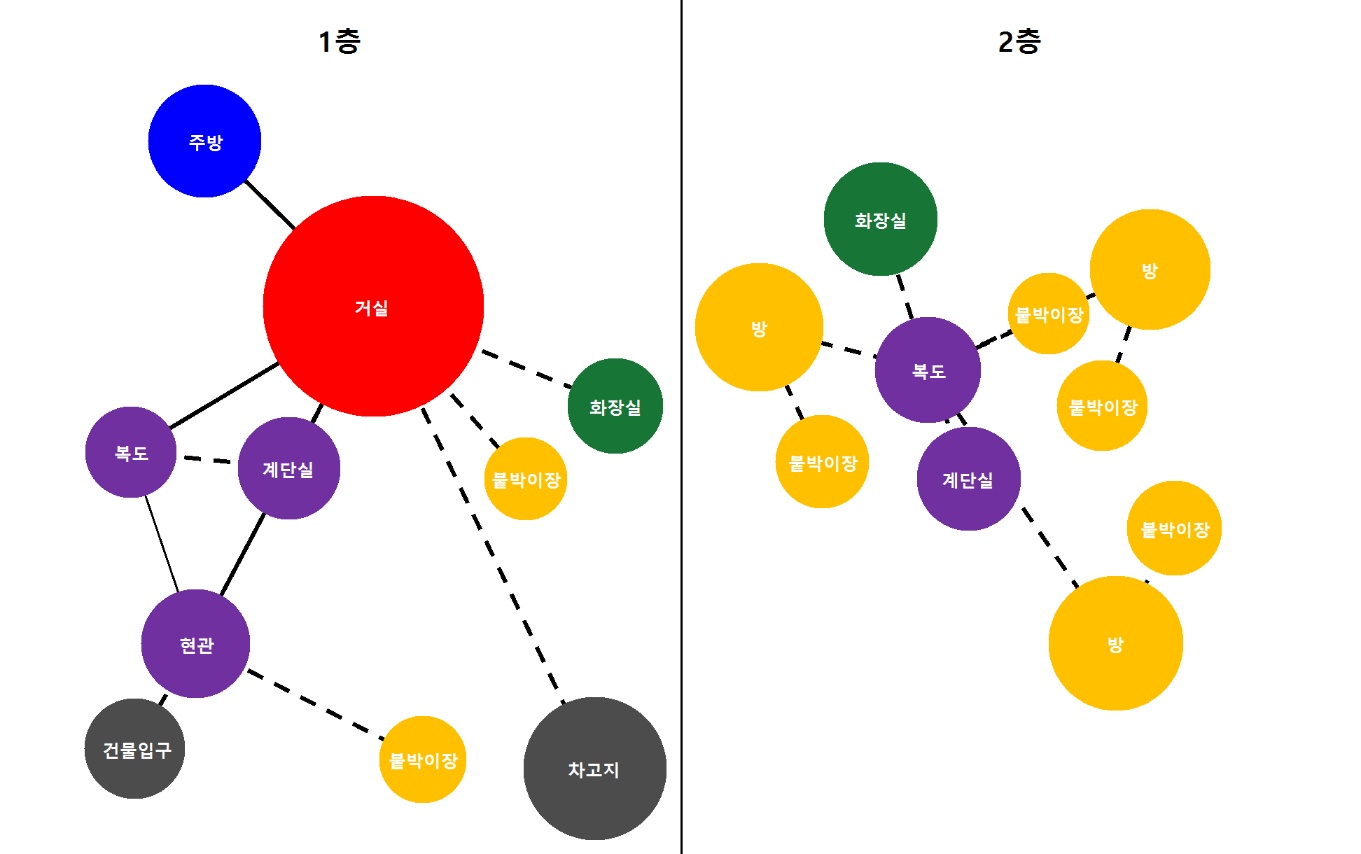 1층
주방
거실
화장실
복도
계단실
붙박이장
현관
건물입구
붙박이장
차고지
2층
화장실
방
붙박이장
방
복도
붙박이장
붙박이장
계단실
붙박이장
방